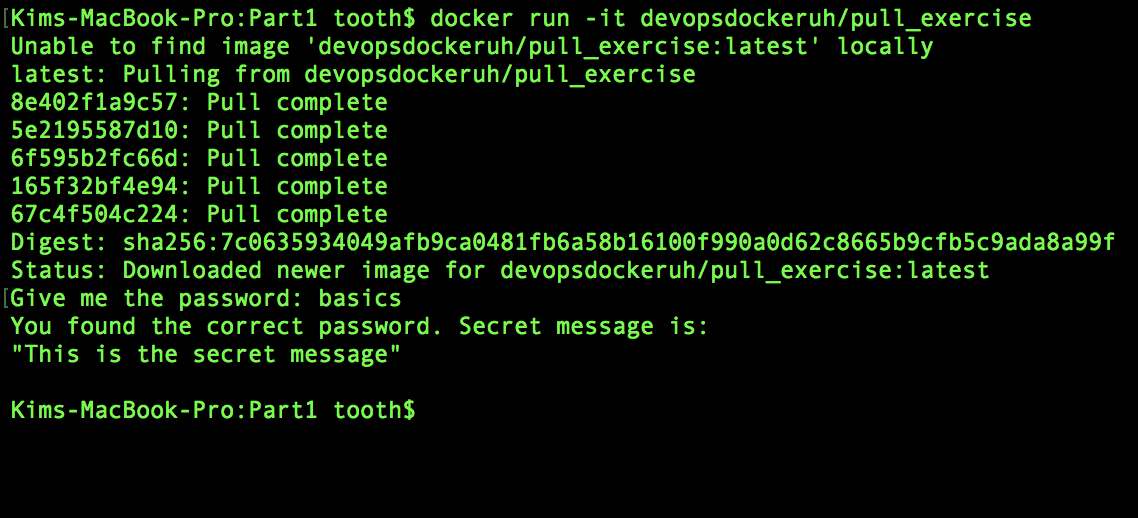 [Kims-MacBook-Pro:Part1 tooth$ docker run -it devopsdockeruh/pull_exercise
Unable to find image 'devopsdockeruh/pull_exercise:latest' locally
latest: Pulling from devopsdockeruh/pull_exercise
8e402f1a9c57: Pull complete
5e2195587d10: Pull complete
6f595b2fc66d: Pull complete
165f32bf4e94: Pull complete
67c4f504c224: Pull complete
Digest: sha256:7c0635934049afb9ca0481fb6a58b16100f990a0d62c8665b9cfb5c9ada8a99f
Status: Downloaded newer image for devopsdockeruh/pull_exercise:latest
[Give me the password: basics
You found the correct password. Secret message is:
"This is the secret message"
Kims-MacBook-Pro:Part1 tooth$